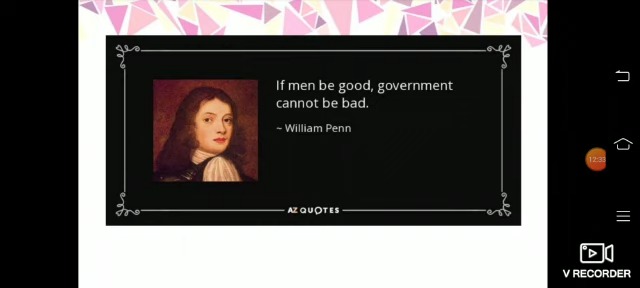 If men be good, government
cannot be bad.
~ William Penn
AZ QUOTES
12:33
V RECORDER